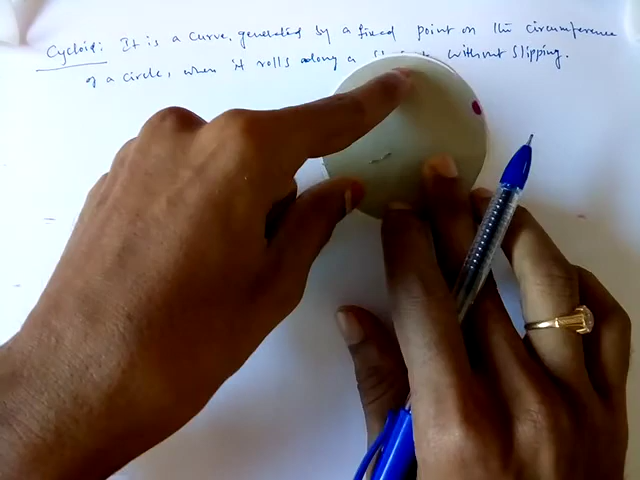 Cycloid: It is a curve, generated by a fixed point on the circumference
of a circle, when it rolls along a without slipping.